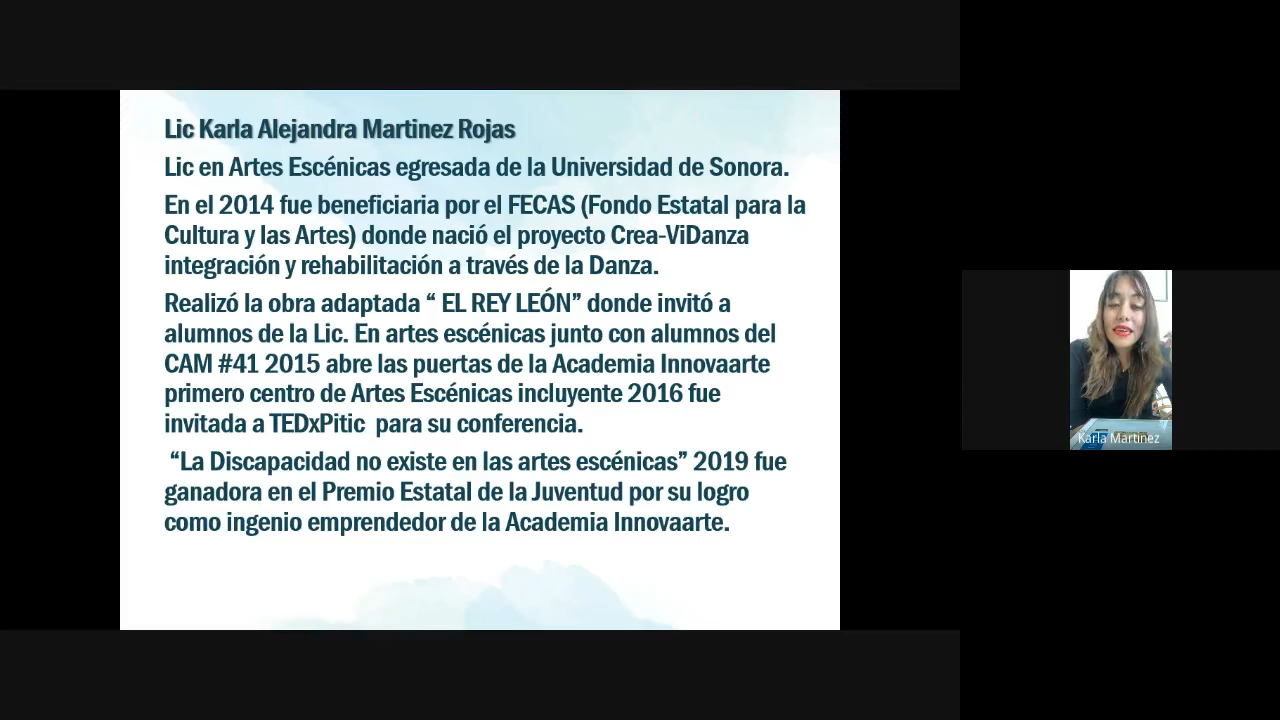 Lic Karla Alejandra Martinez Rojas
Lic en Artes Escénicas egresada de la Universidad de Sonora.
En el 2014 fue beneficiaria por el FECAS (Fondo Estatal para la
Cultura y las Artes) donde nació el proyecto Crea-ViDanza
integración y rehabilitación a través de la Danza.
Realizó la obra adaptada “ EL REY LEÓN” donde invitó a
alumnos de la Lic. En artes escénicas junto con alumnos del
CAM #41 2015 abre las puertas de la Academia Innovaarte
primero centro de Artes Escénicas incluyente 2016 fue
invitada a TEDxPitic  para su conferencia.
“La Discapacidad no existe en las artes escénicas” 2019 fue
ganadora en el Premio Estatal de la Juventud por su logro
como ingenio emprendedor de la Academia Innovaarte.
Karla Martinez